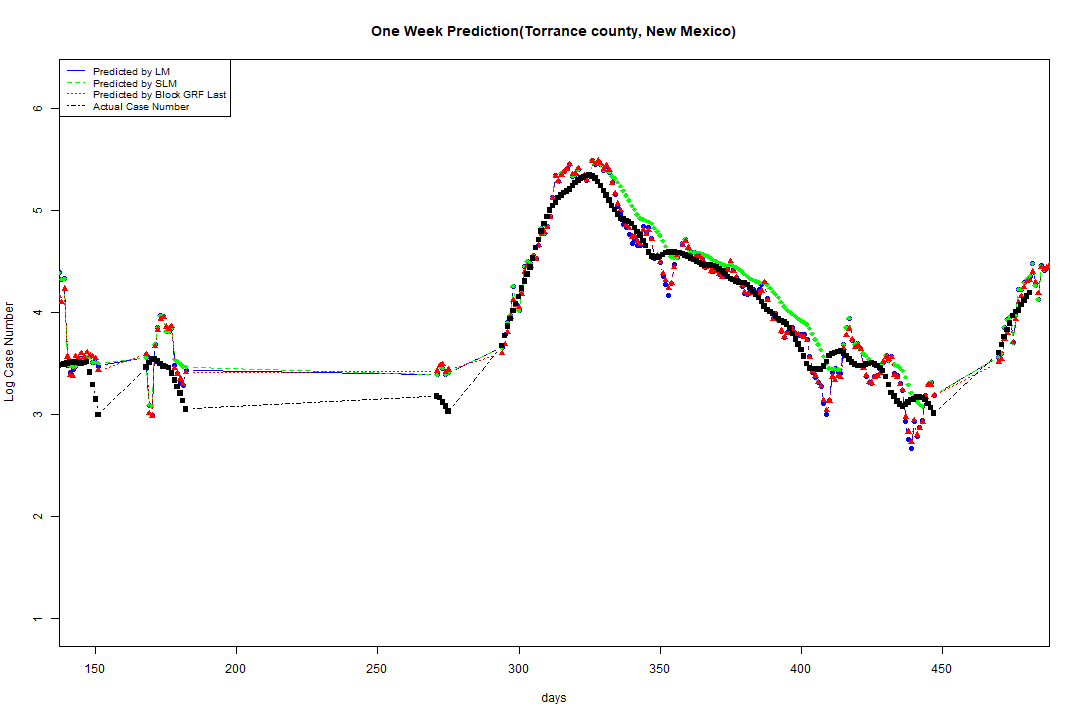 One Week Prediction(Torrance county, New Mexico)
Predicted by LM
Predicted by SLM
Predicted by Block GRF Last
Actual Case Number
6
5
4
3
2
1
Log Case Number
150 200 250 300 350 400 450
days